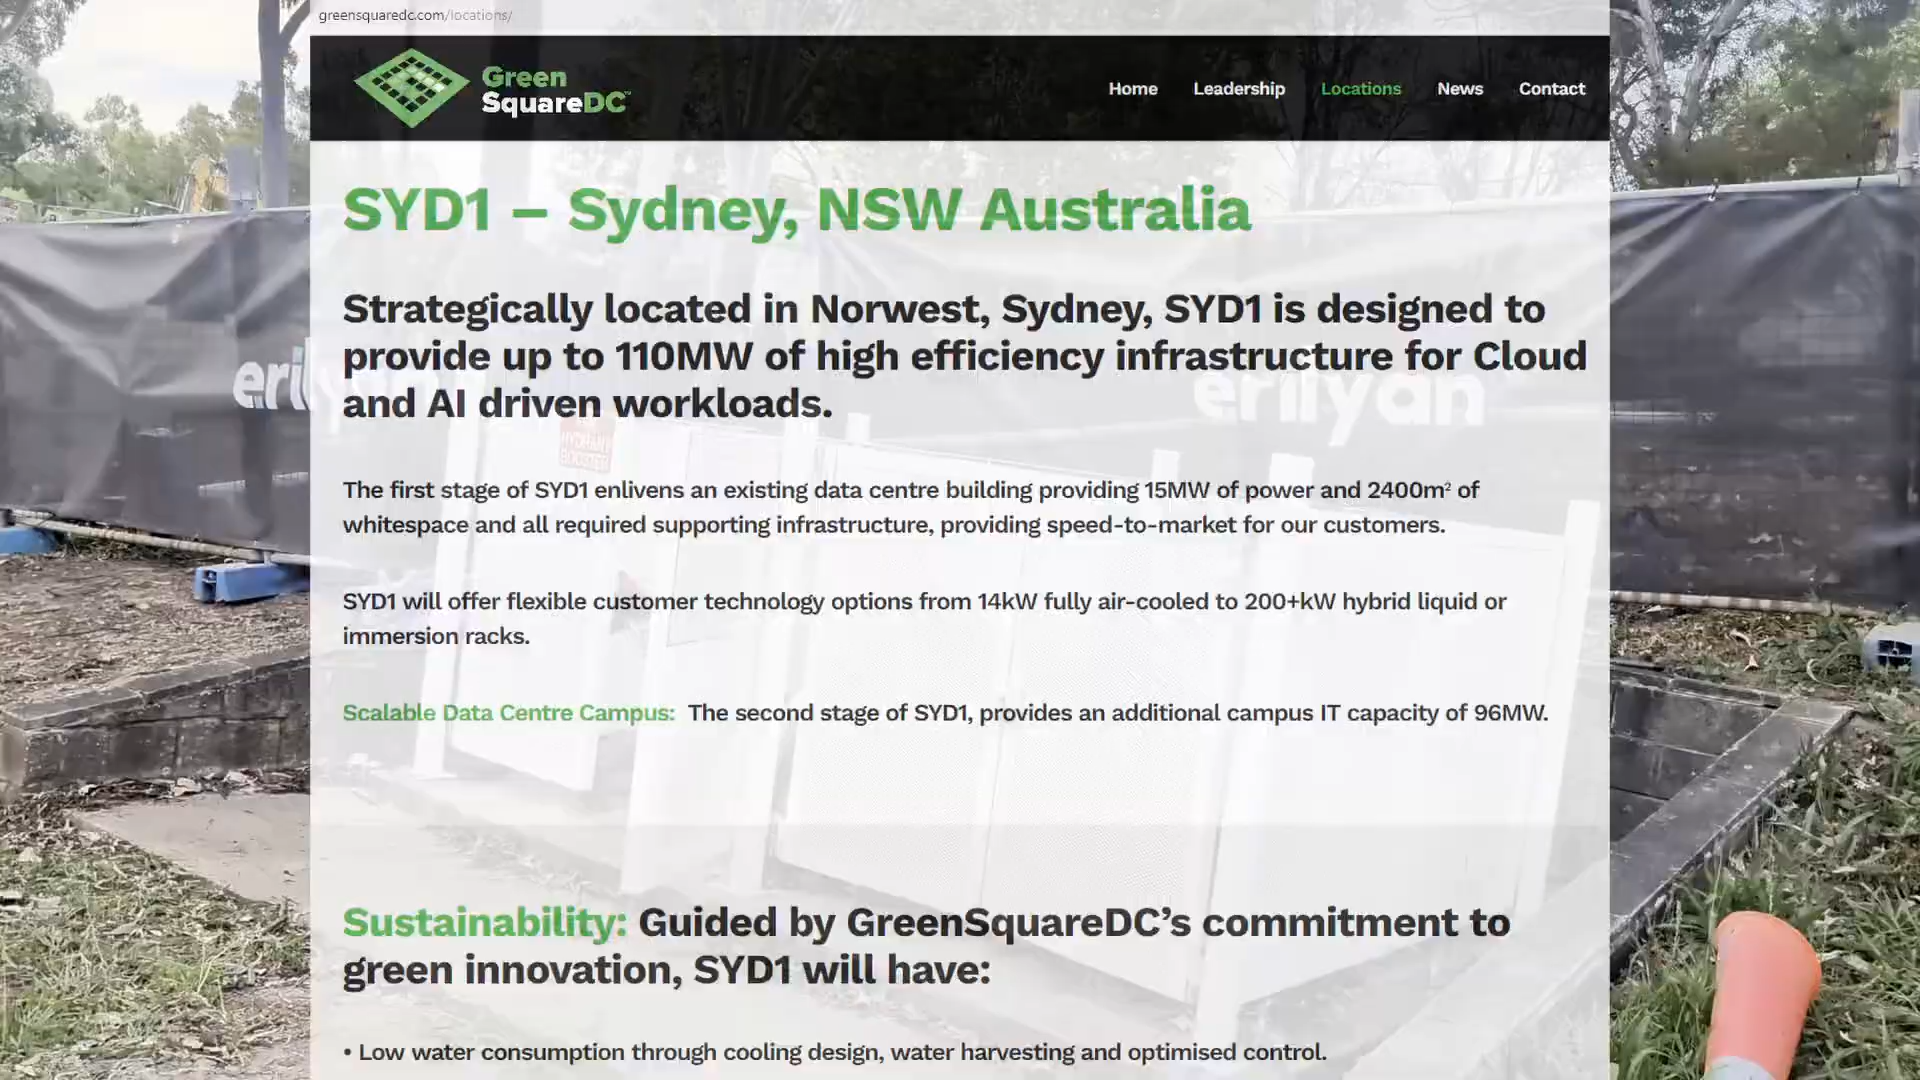 greensquaredc.com/locations/
Green
SquareDC™
Home
Leadership
Locations
News
Contact
SYD1 – Sydney, NSW Australia
Strategically located in Norwest, Sydney, SYD1 is designed to
provide up to 110MW of high efficiency infrastructure for Cloud
and AI driven workloads.
eril
erilyan
HYDRANT
BOOSTER
The first stage of SYD1 enlivens an existing data centre building providing 15MW of power and 2400m² of
whitespace and all required supporting infrastructure, providing speed-to-market for our customers.
SYD1 will offer flexible customer technology options from 14kW fully air-cooled to 200+kW hybrid liquid or
immersion racks.
Scalable Data Centre Campus: The second stage of SYD1, provides an additional campus IT capacity of 96MW.
Sustainability: Guided by GreenSquareDC’s commitment to
green innovation, SYD1 will have:
• Low water consumption through cooling design, water harvesting and optimised control.